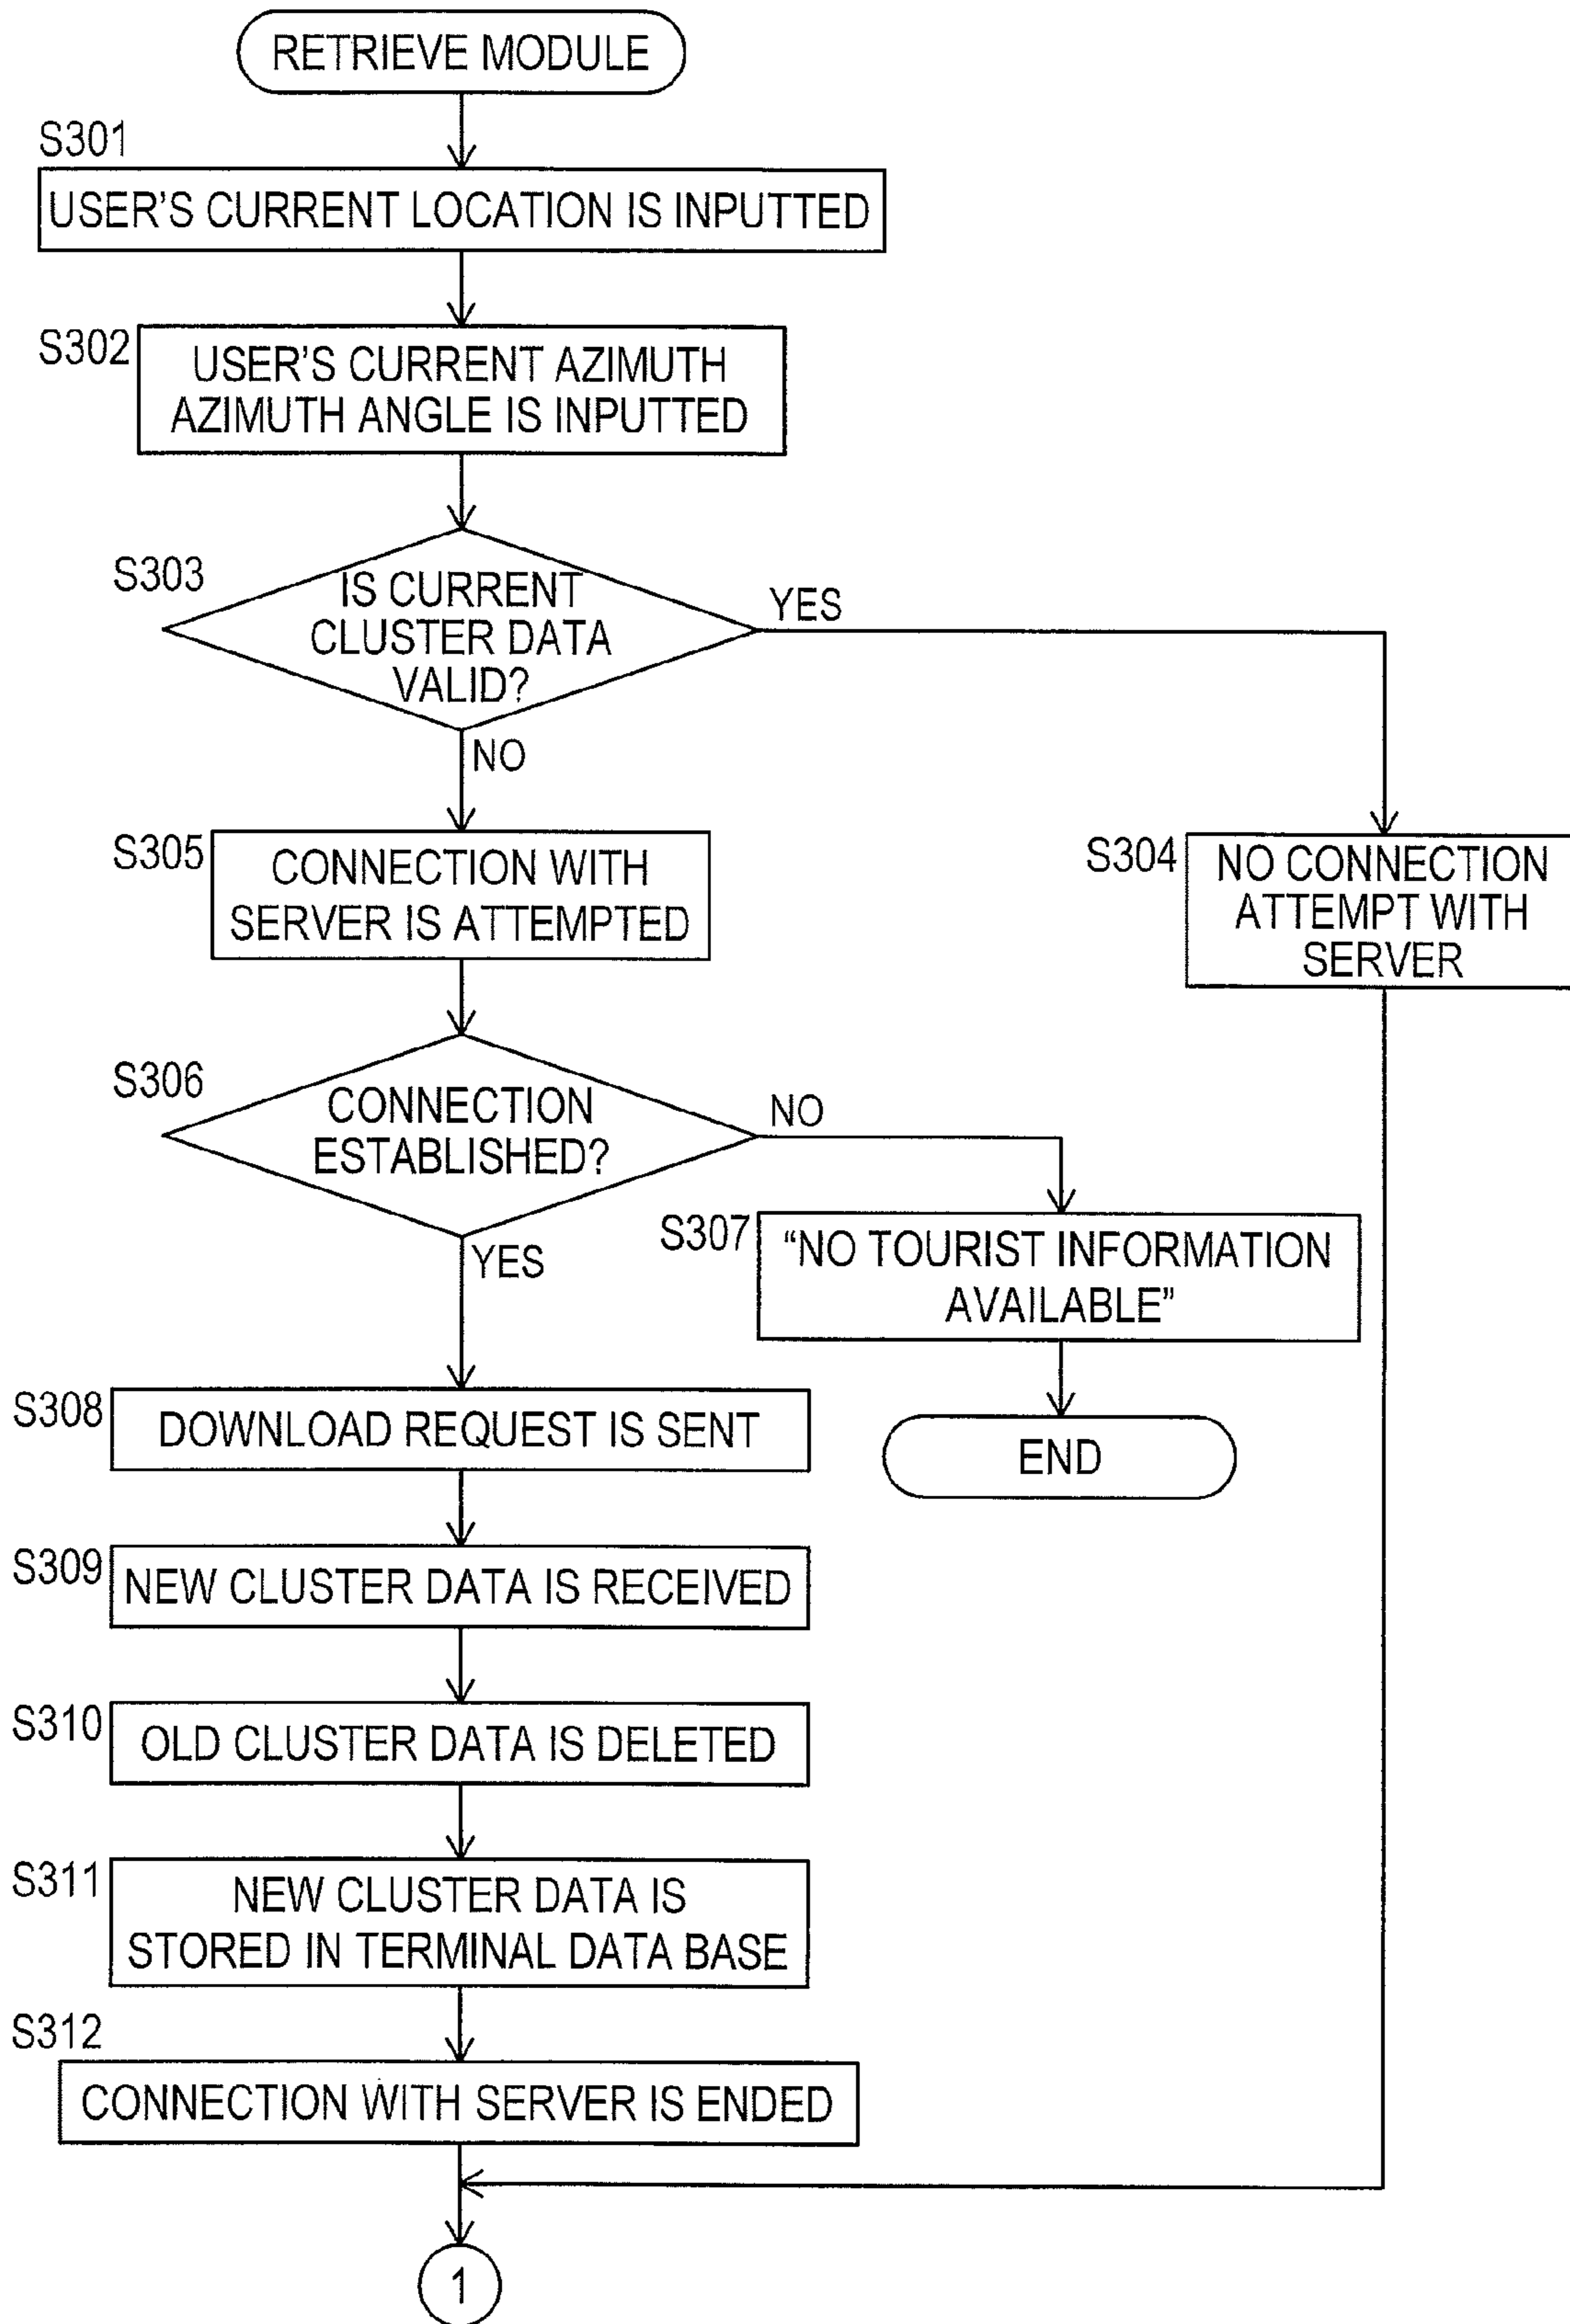 RETRIEVE MODULE
S301
USER'S CURRENT LOCATION IS INPUTTED
S302
USER'S CURRENT AZIMUTH
AZIMUTH ANGLE IS INPUTTED
S303
IS CURRENT
CLUSTER DATA
VALID?
YES
NO
S305
CONNECTION WITH
SERVER IS ATTEMPTED
S304
NO CONNECTION
ATTEMPT WITH
SERVER
S306
CONNECTION
ESTABLISHED?
NO
YES
S307
“NO TOURIST INFORMATION
AVAILABLE”
S308
DOWNLOAD REQUEST IS SENT
END
S309
NEW CLUSTER DATA IS RECEIVED
S310
OLD CLUSTER DATA IS DELETED
S311
NEW CLUSTER DATA IS
STORED IN TERMINAL DATA BASE
S312
CONNECTION WITH SERVER IS ENDED
1